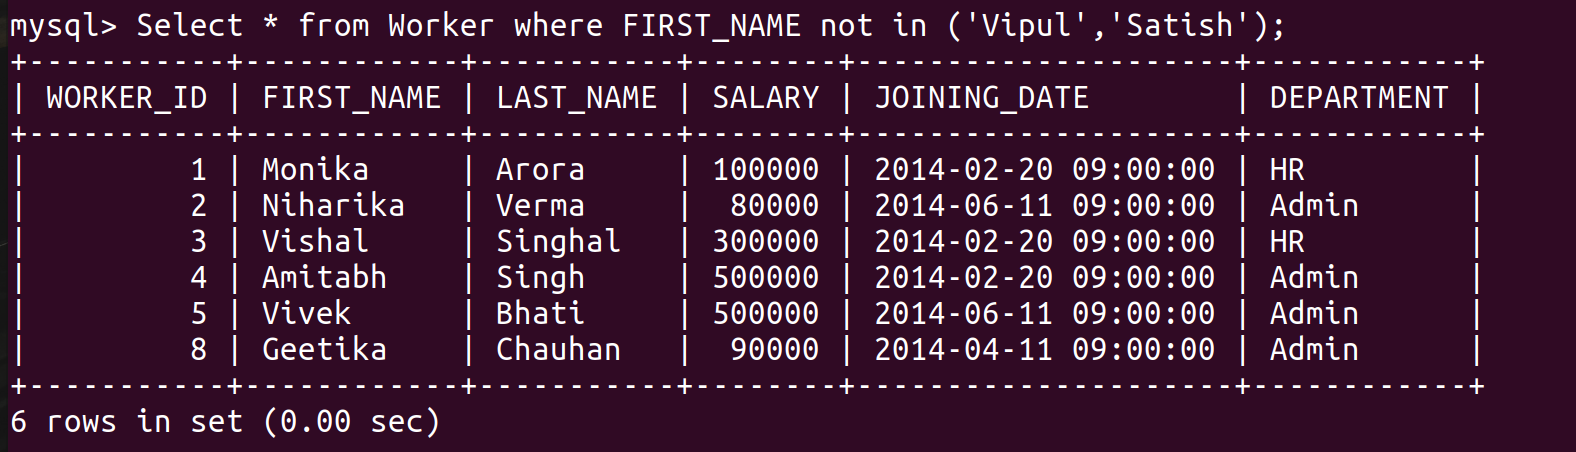 mysql> Select * from Worker where FIRST_NAME not in ('Vipul','Satish');
+-----------+------------+-----------+--------+---------------------+------------+
| WORKER_ID | FIRST_NAME | LAST_NAME | SALARY | JOINING_DATE        | DEPARTMENT |
+-----------+------------+-----------+--------+---------------------+------------+
|         1 | Monika     | Arora     | 100000 | 2014-02-20 09:00:00 | HR         |
|         2 | Niharika   | Verma     |  80000 | 2014-06-11 09:00:00 | Admin      |
|         3 | Vishal     | Singhal   | 300000 | 2014-02-20 09:00:00 | HR         |
|         4 | Amitabh    | Singh     | 500000 | 2014-02-20 09:00:00 | Admin      |
|         5 | Vivek      | Bhati     | 500000 | 2014-06-11 09:00:00 | Admin      |
|         8 | Geetika    | Chauhan   |  90000 | 2014-04-11 09:00:00 | Admin      |
+-----------+------------+-----------+--------+---------------------+------------+
6 rows in set (0.00 sec)